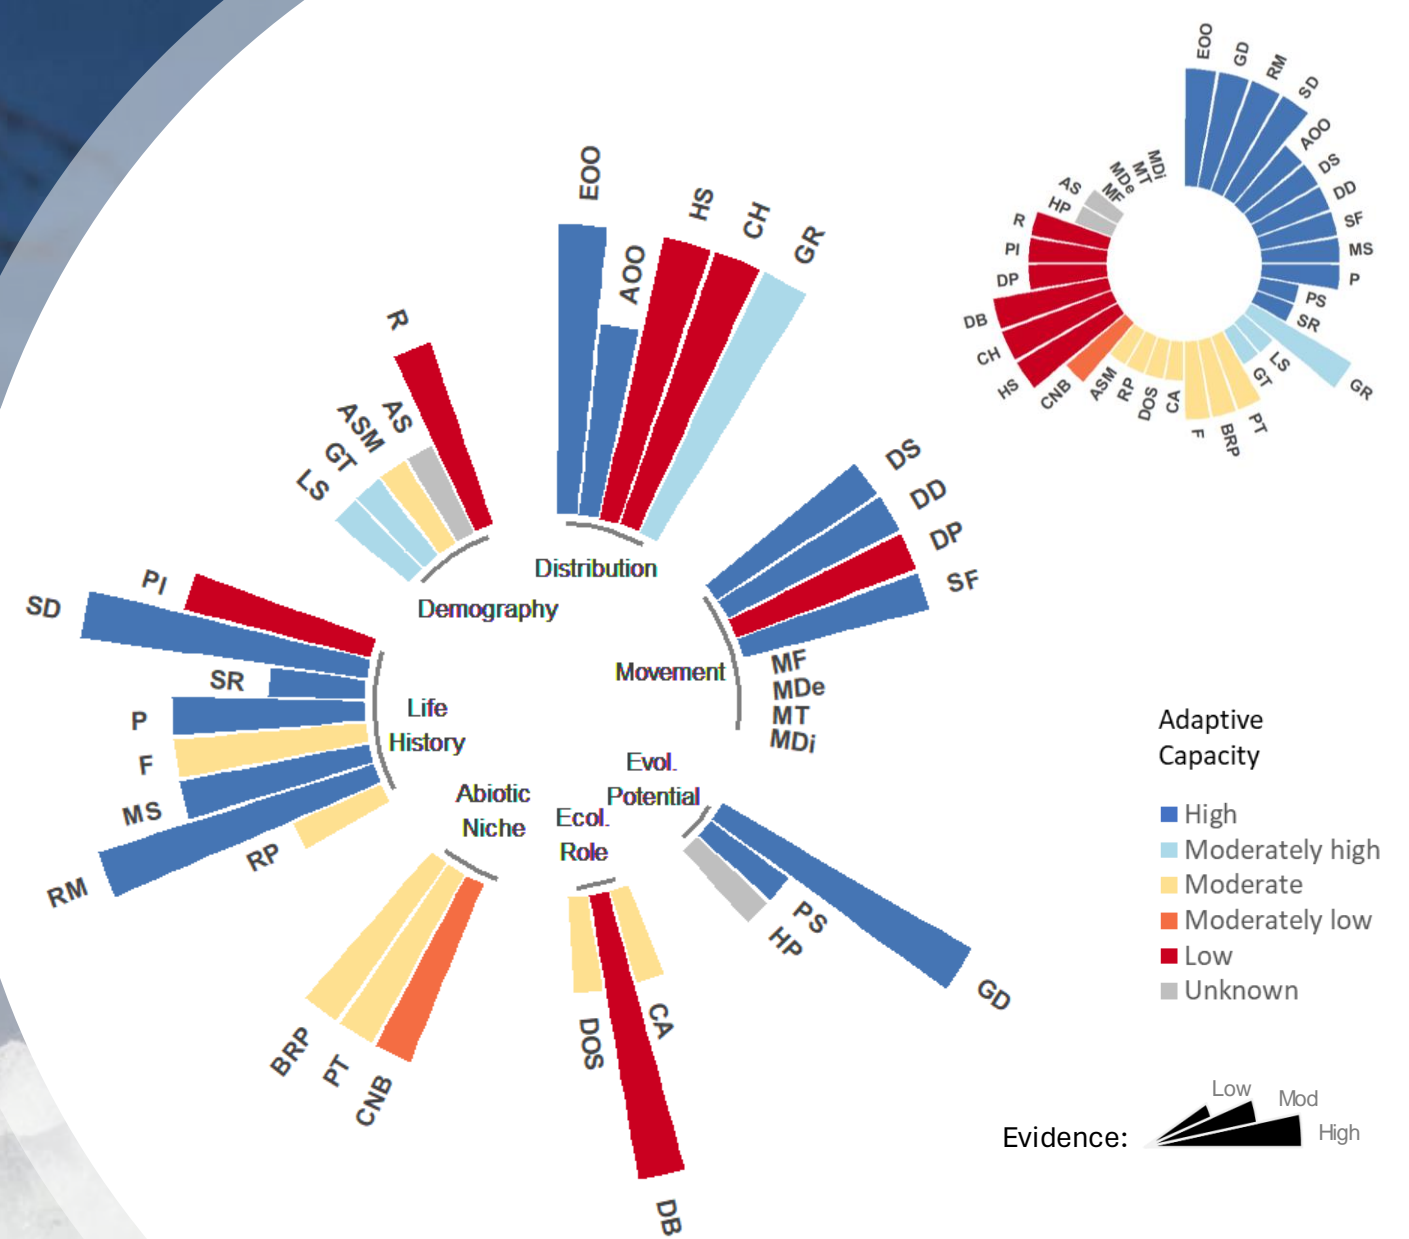 EOO
AOO
HS
CH
GR
DS
DD
DP
SF
MF
MDe
MT
MDi
GD
PS
HP
CA
DB
DOS
CNB
PT
BRP
RP
RM
MS
F
P
SR
SD
PI
LS
GT
ASM
AS
R
Distribution
Demography
Movement
Life
History
Evol.
Potential
Abiotic
Niche
Ecol.
Role
EOO
GD
RM
SD
AOO
DS
DD
SF
MS
P
PS
SR
GR
LS
GT
PT
BRP
F
CA
DOS
RP
ASM
CNB
HS
CH
DB
DP
PI
R
HP
AS
MF
MDe
MT
MDi
Adaptive
Capacity
High
Moderately high
Moderate
Moderately low
Low
Unknown
Evidence:
Low
Mod
High